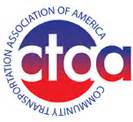 COMMUNITY TRANSPORTATION ASSOCIATION OF AMERICA
ctaa